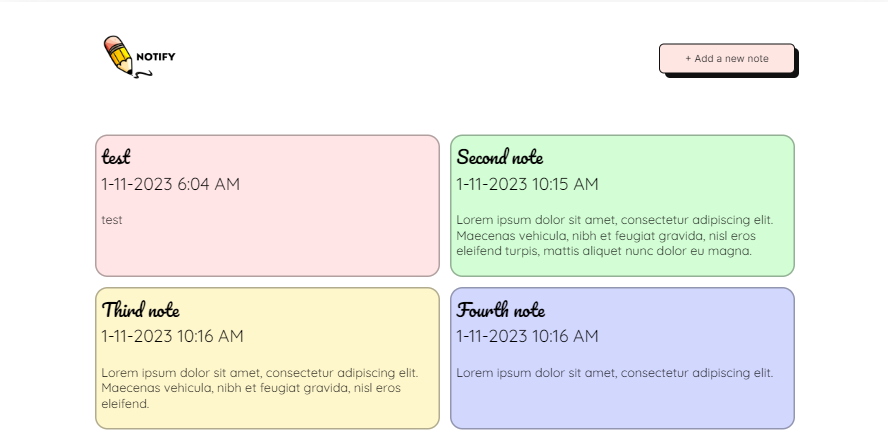 NOTIFY
+ Add a new note
test
1-11-2023 6:04 AM
test
Second note
1-11-2023 10:15 AM
Lorem ipsum dolor sit amet, consectetur adipiscing elit.
Maecenas vehicula, nibh et feugiat gravida, nisl eros
eleifend turpis, mattis aliquet nunc dolor eu magna.
Third note
1-11-2023 10:16 AM
Lorem ipsum dolor sit amet, consectetur adipiscing elit.
Maecenas vehicula, nibh et feugiat gravida, nisl eros
eleifend.
Fourth note
1-11-2023 10:16 AM
Lorem ipsum dolor sit amet, consectetur adipiscing elit.